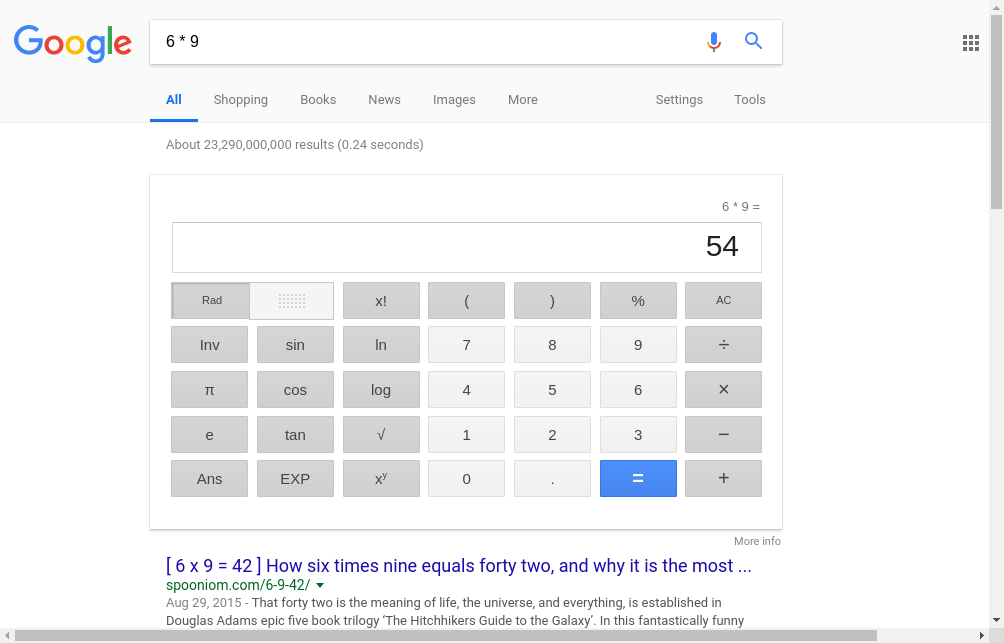 Google
6 * 9
All Shopping Books News Images More Settings Tools
About 23,290,000,000 results (0.24 seconds)
6 * 9 =
54
Rad x! ( ) % AC
Inv sin ln 7 8 9 ÷
π cos log 4 5 6 ×
e tan √ 1 2 3 −
Ans EXP xʸ 0 . = +
More info
[ 6 x 9 = 42 ] How six times nine equals forty two, and why it is the most ...
spooniom.com/6-9-42/
Aug 29, 2015 - That forty two is the meaning of life, the universe, and everything, is established in
Douglas Adams epic five book trilogy ‘The Hitchhikers Guide to the Galaxy’. In this fantastically funny